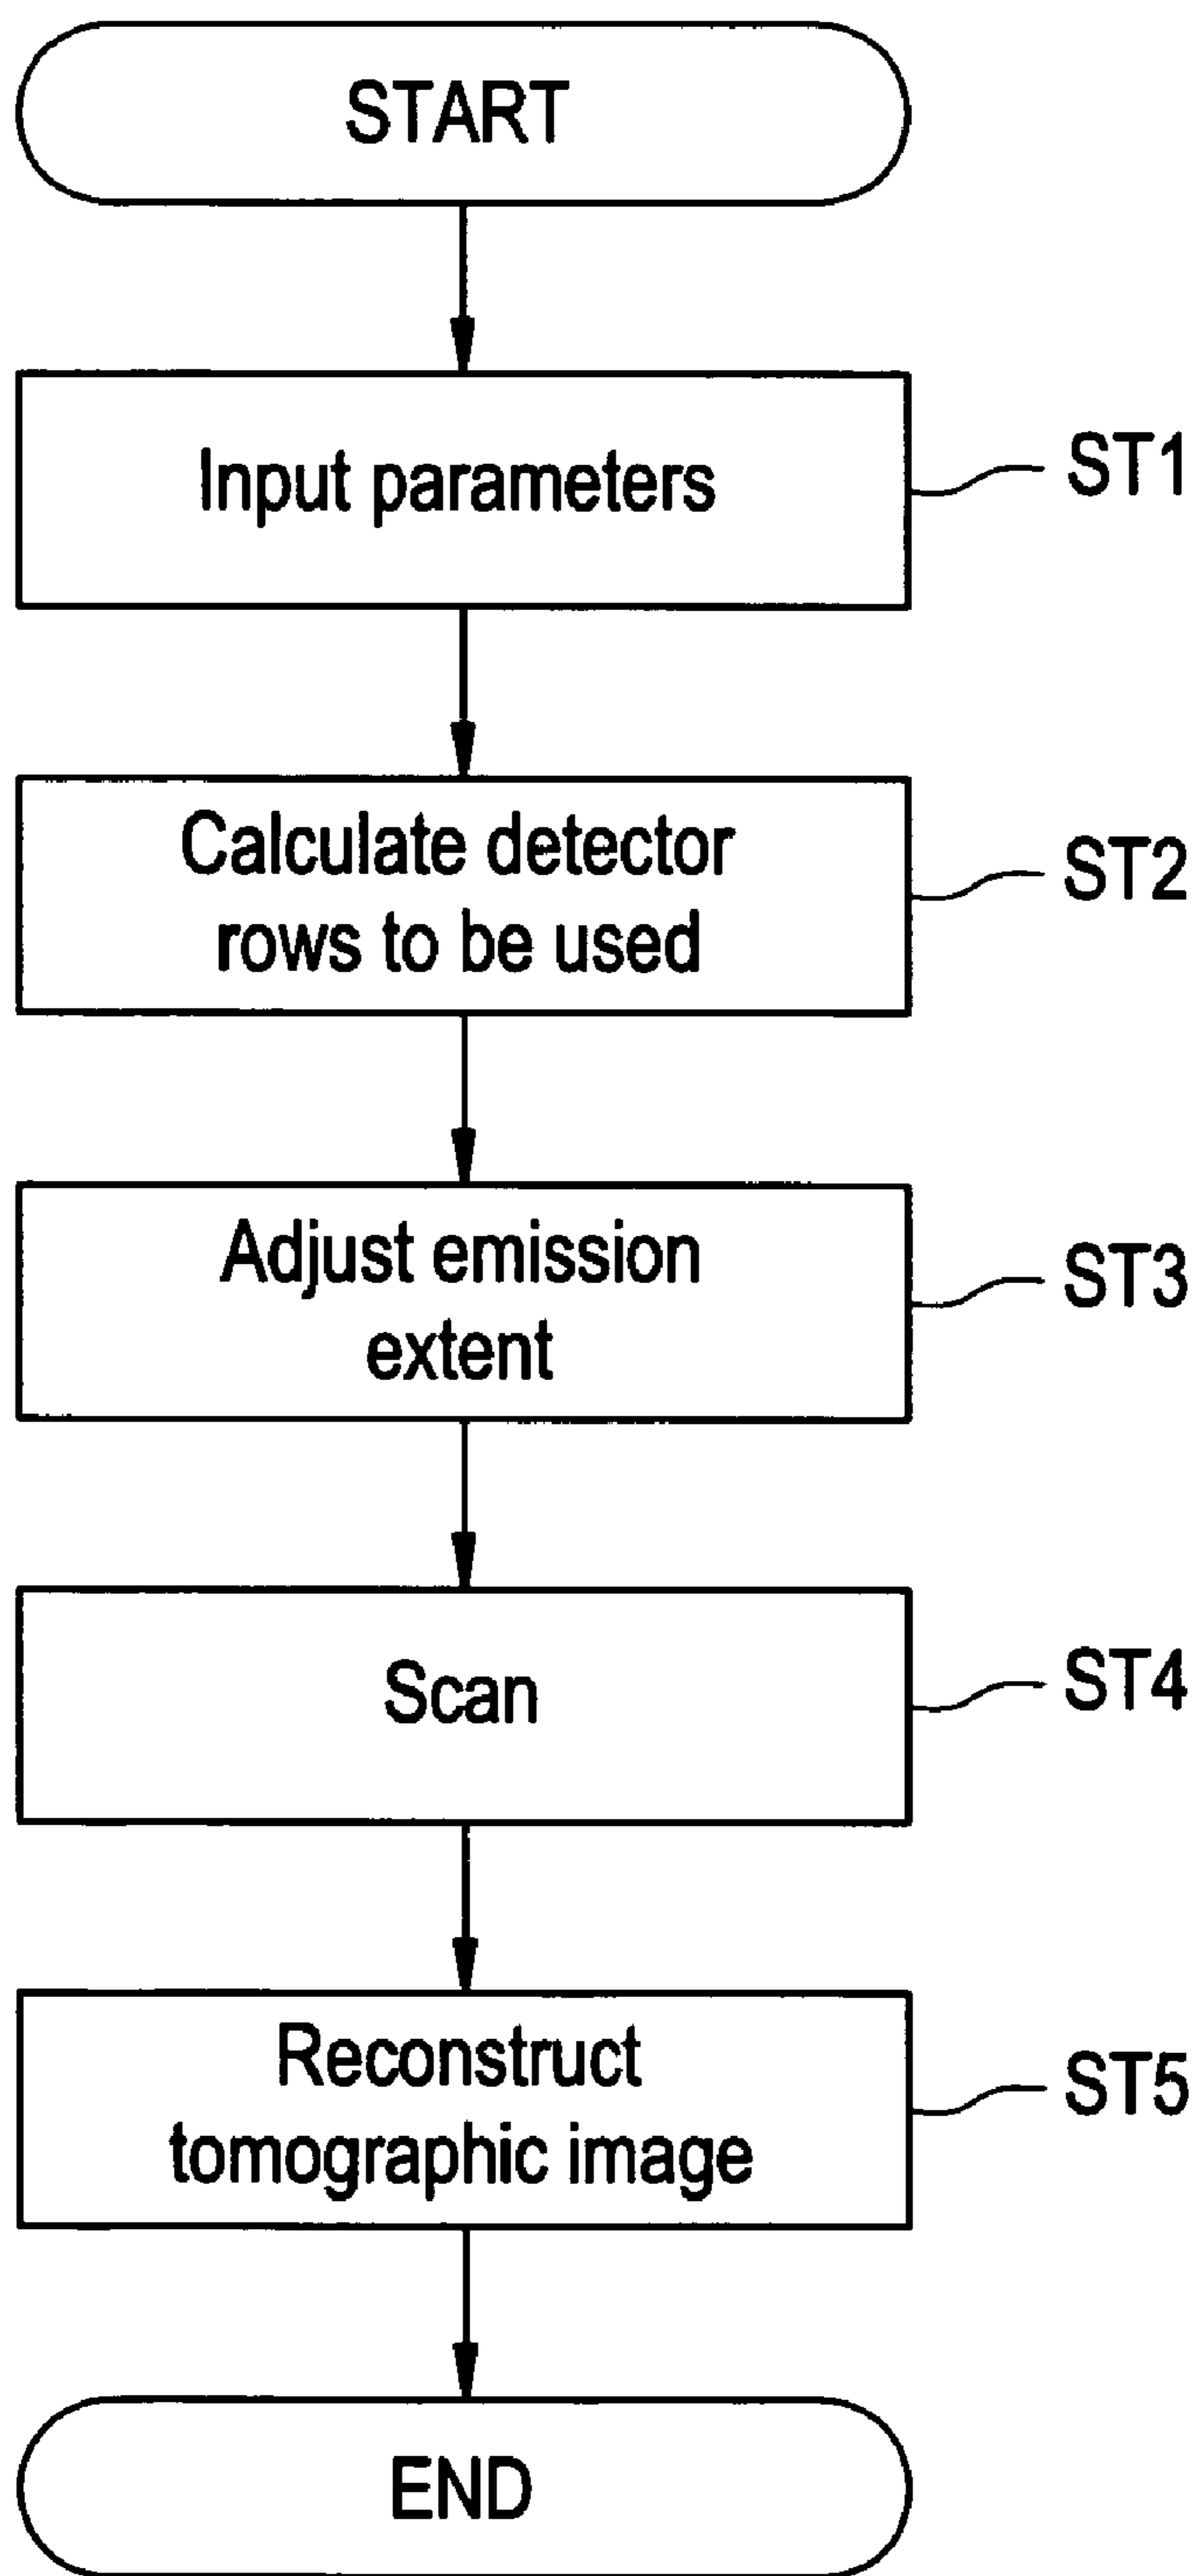 START
Input parameters
ST1
Calculate detector
rows to be used
ST2
Adjust emission
extent
ST3
Scan
ST4
Reconstruct
tomographic image
ST5
END